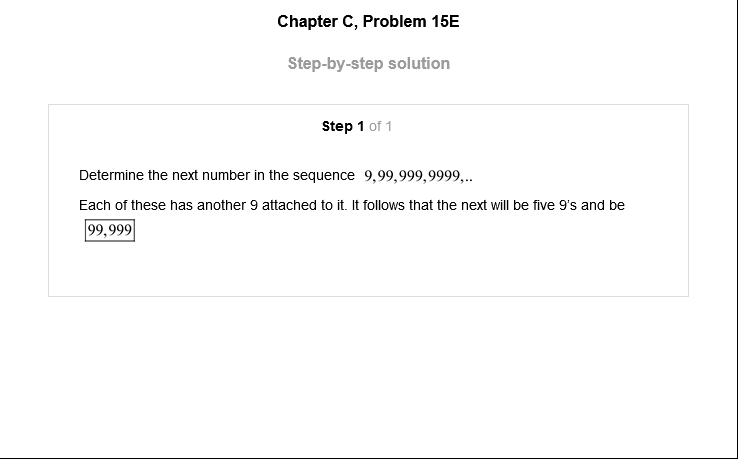 Chapter C, Problem 15E
Step-by-step solution
Step 1 of 1
Determine the next number in the sequence 9,99,999,9999,..
Each of these has another 9 attached to it. It follows that the next will be five 9's and be
99,999